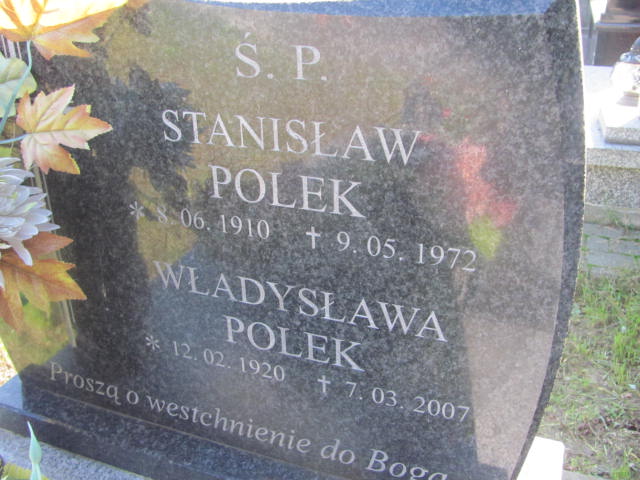 Ś. P.
STANISŁAW
POLEK
* 8. 06. 1910 † 9. 05. 1972
WŁADYSŁAWA
POLEK
* 12. 02. 1920 † 7. 03. 2007
Proszą o westchnienie do Boga